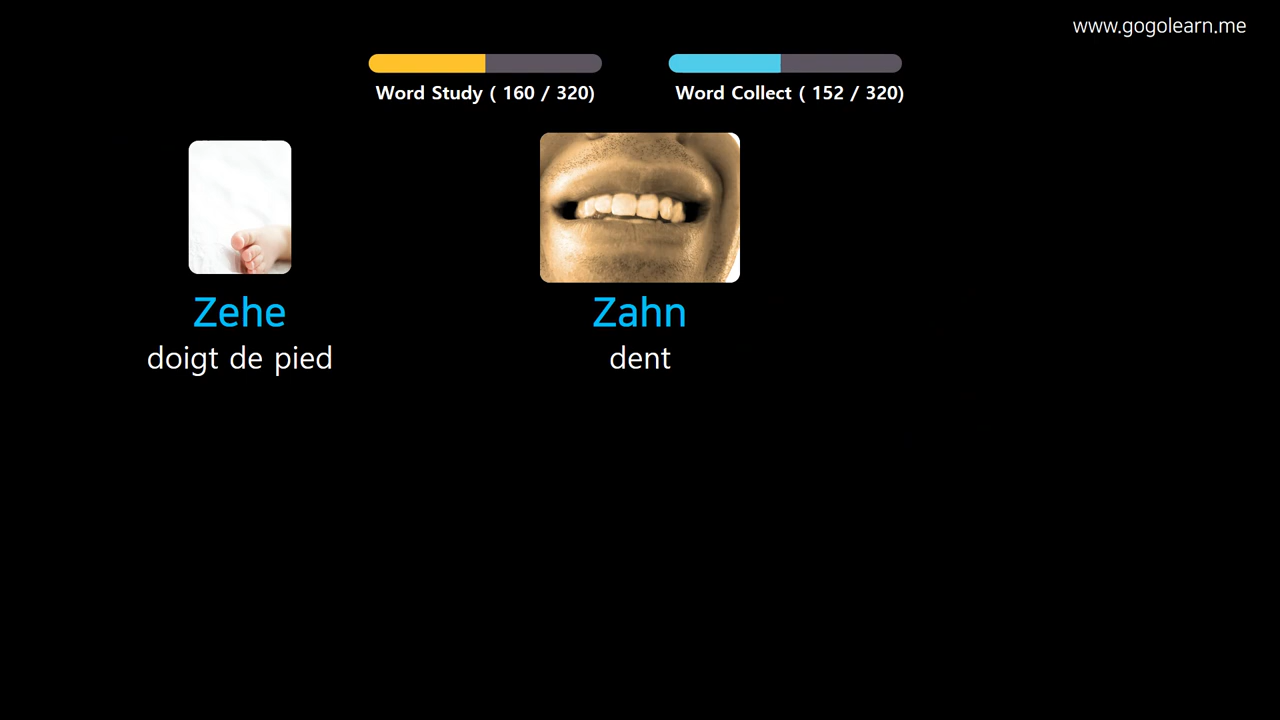 www.gogolearn.me
Word Study ( 160 / 320)
Word Collect ( 152 / 320)
Zehe
doigt de pied
Zahn
dent